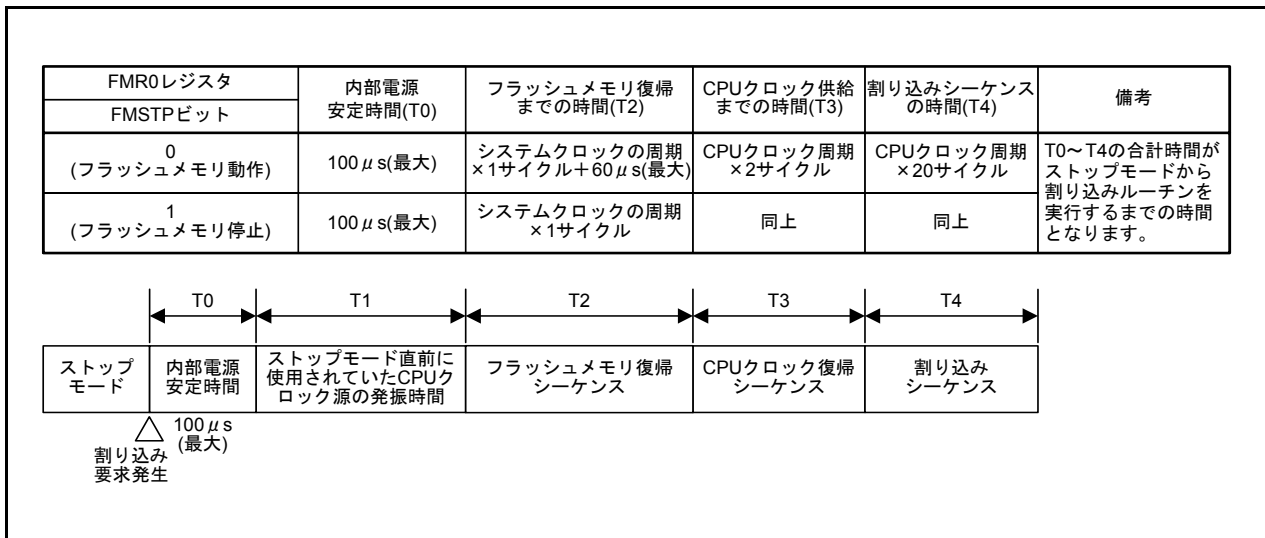 FMR0レジスタ
FMSTPビット
内部電源
安定時間(T0)
フラッシュメモリ復帰
までの時間(T2)
CPUクロック供給
までの時間(T3)
割り込みシーケンス
の時間(T4)
備考
0
(フラッシュメモリ動作)
100μs(最大)
システムクロックの周期
×1サイクル＋60μs(最大)
CPUクロック周期
×2サイクル
CPUクロック周期
×20サイクル
T0～T4の合計時間が
ストップモードから
割り込みルーチンを
実行するまでの時間
となります。
1
(フラッシュメモリ停止)
100μs(最大)
システムクロックの周期
×1サイクル
同上
同上
T0
T1
T2
T3
T4
ストップ
モード
内部電源
安定時間
ストップモード直前に
使用されていたCPUク
ロック源の発振時間
フラッシュメモリ復帰
シーケンス
CPUクロック復帰
シーケンス
割り込み
シーケンス
100μs
(最大)
割り込み
要求発生